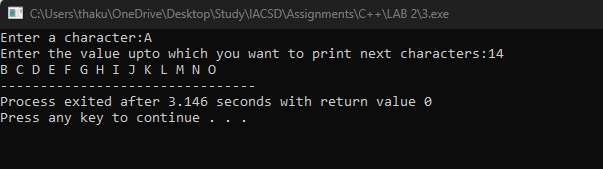 C:\Users\thaku\OneDrive\Desktop\Study\IACSD\Assignments\C++\LAB 2\3.exe
Enter a character:A
Enter the value upto which you want to print next characters:14
B C D E F G H I J K L M N O
--------------------------------
Process exited after 3.146 seconds with return value 0
Press any key to continue . . .